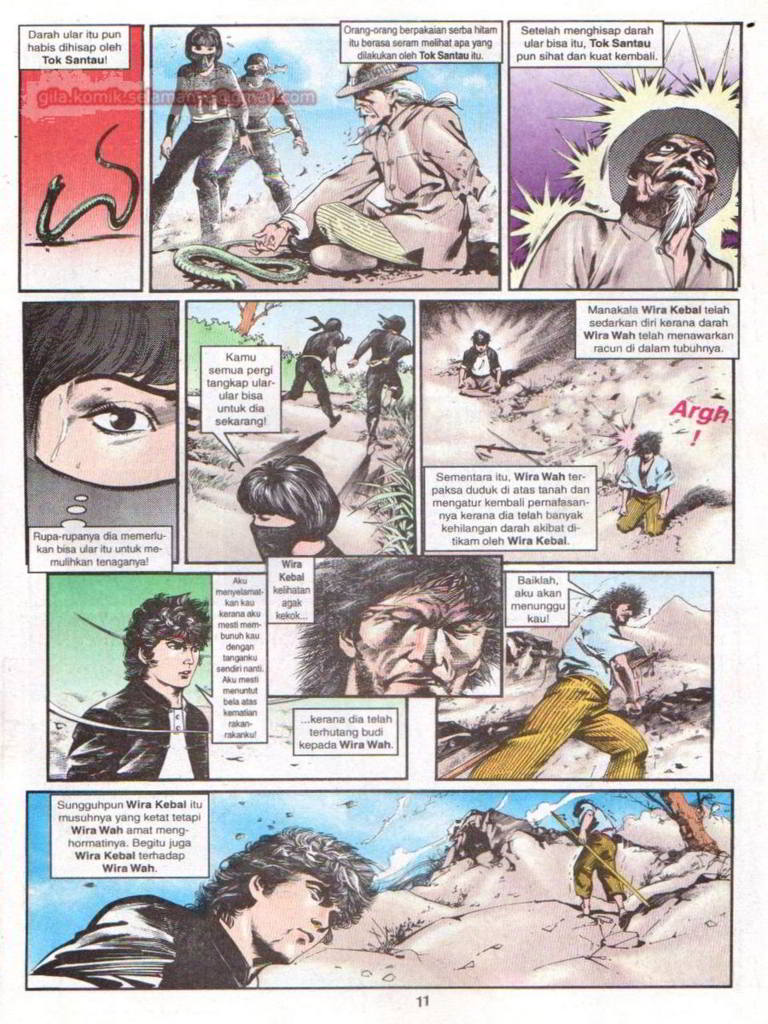 Darah ular itu pun
habis dihisap oleh
Tok Santau!
gila.komik.selamanya@gmail.com
Orang-orang berpakaian serba hitam
itu berasa seram melihat apa yang
dilakukan oleh Tok Santau itu.
Setelah menghisap darah
ular bisa itu, Tok Santau
pun sihat dan kuat kembali.
Rupa-rupanya dia memerlu-
kan bisa ular itu untuk me-
mulihkan tenaganya!
Kamu
semua pergi
tangkap ular-
ular bisa
untuk dia
sekarang!
Manakala Wira Kebal telah
sedarkan diri kerana darah
Wira Wah telah menawarkan
racun di dalam tubuhnya.
Argh
!
Sementara itu, Wira Wah ter-
paksa duduk di atas tanah dan
mengatur kembali pernafasan-
nya kerana dia telah banyak
kehilangan darah akibat di-
tikam oleh Wira Kebal.
Aku
menyelamat-
kan kau
kerana aku
mesti mem-
bunuh kau
dengan
tanganku
sendiri nanti.
Aku mesti
menuntut
bela atas
kematian
rakan-
rakanku!
Wira
Kebal
kelihatan
agak
kekok...
...kerana dia telah
terhutang budi
kepada Wira Wah.
Baiklah,
aku akan
menunggu
kau!
Sungguhpun Wira Kebal itu
musuhnya yang ketat tetapi
Wira Wah amat meng-
hormatinya. Begitu juga
Wira Kebal terhadap
Wira Wah.
11